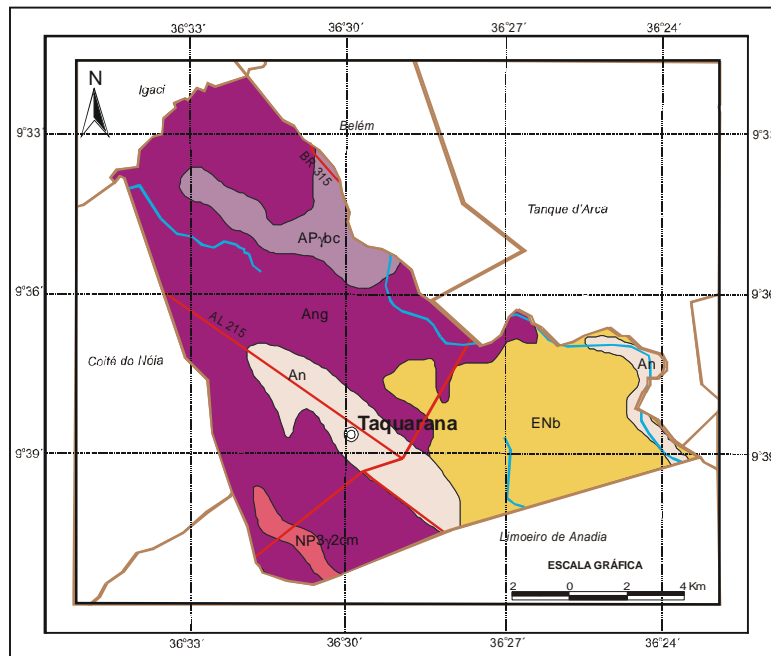 36°33' 36°30' 36°27' 36°24'
N
Igaci
Belém
9°33' 9°33
BR 315
Tanque d'Arca
APγbc
9°36' 9°36
Ang
AL 215
Coité do Nóia
An
An
Taquarana
ENb
9°39' 9°39
NP3γ2cm
Limoeiro de Anadia
ESCALA GRÁFICA
2 0 2 4 Km
36°33' 36°30' 36°27' 36°24'